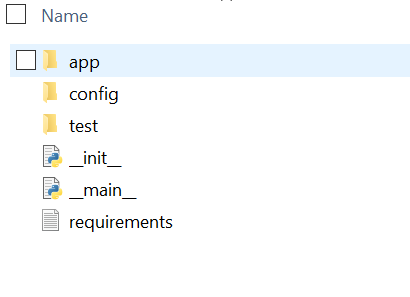 Name
app
config
test
__init__
__main__
requirements